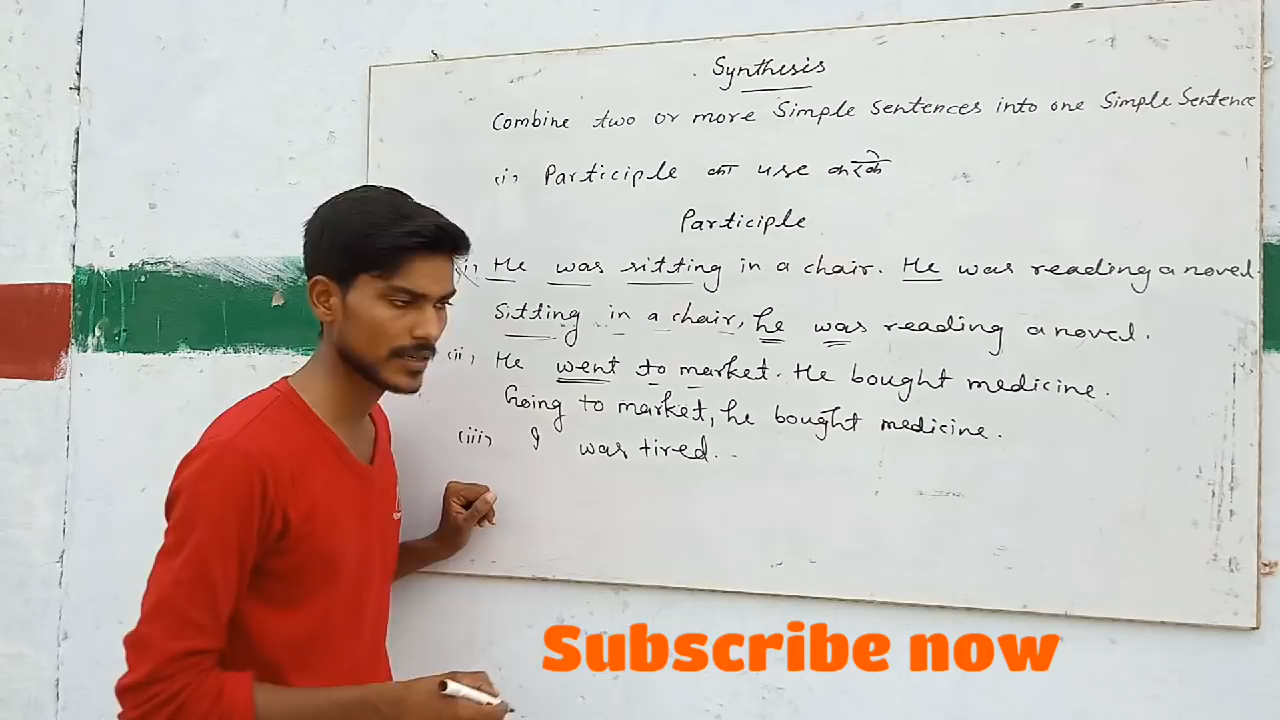 Synthesis
Combine two or more Simple Sentences into one Simple Sentence
(i) Participle का use करके
Participle
(i) He was sitting in a chair. He was reading a novel.
Sitting in a chair, he was reading a novel.
(ii) He went to market. He bought medicine.
Going to market, he bought medicine.
(iii) I was tired.
Subscribe now